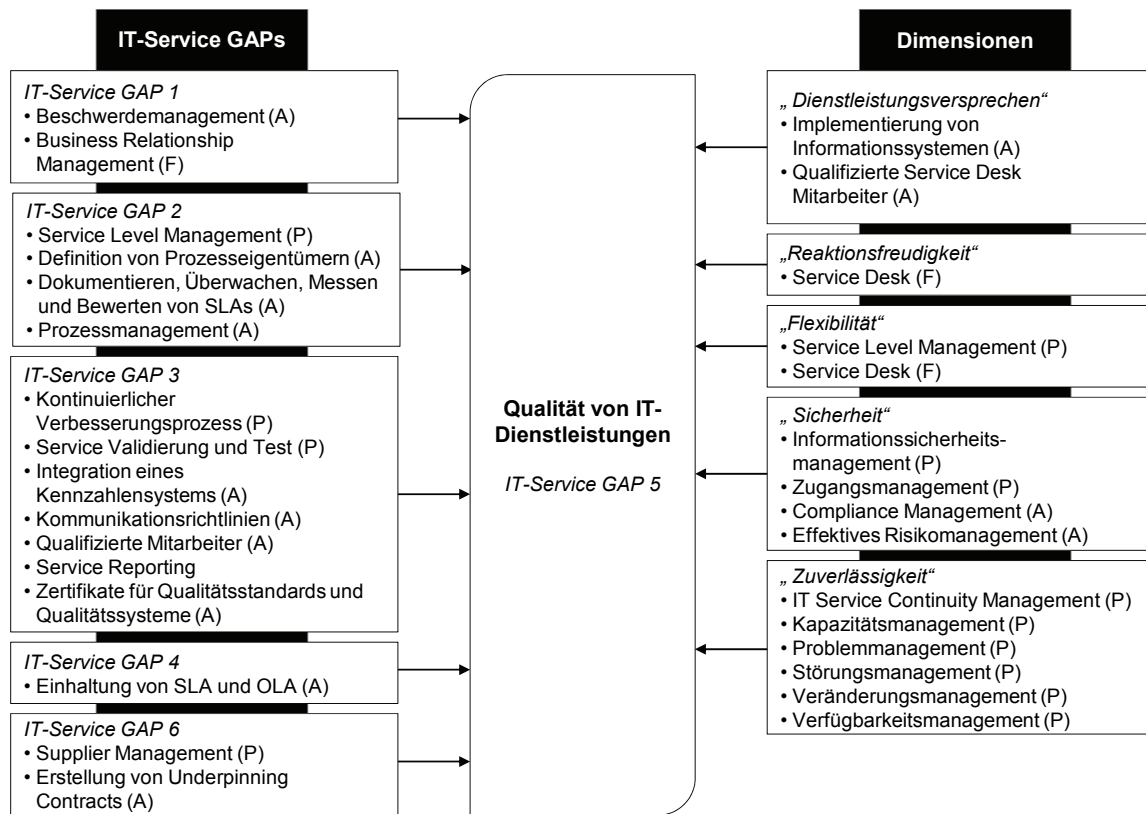 IT-Service GAPs
IT-Service GAP 1
• Beschwerdemanagement (A)
• Business Relationship
Management (F)
IT-Service GAP 2
• Service Level Management (P)
• Definition von Prozesseigentümern (A)
• Dokumentieren, Überwachen, Messen
und Bewerten von SLAs (A)
• Prozessmanagement (A)
IT-Service GAP 3
• Kontinuierlicher
Verbesserungsprozess (P)
• Service Validierung und Test (P)
• Integration eines
Kennzahlensystems (A)
• Kommunikationsrichtlinien (A)
• Qualifizierte Mitarbeiter (A)
• Service Reporting
• Zertifikate für Qualitätsstandards und
Qualitätssysteme (A)
IT-Service GAP 4
• Einhaltung von SLA und OLA (A)
IT-Service GAP 6
• Supplier Management (P)
• Erstellung von Underpinning
Contracts (A)
Qualität von IT-
Dienstleistungen
IT-Service GAP 5
Dimensionen
„ Dienstleistungsversprechen“
• Implementierung von
Informationssystemen (A)
• Qualifizierte Service Desk
Mitarbeiter (A)
„Reaktionsfreudigkeit“
• Service Desk (F)
„Flexibilität“
• Service Level Management (P)
• Service Desk (F)
„ Sicherheit“
• Informationssicherheits-
management (P)
• Zugangsmanagement (P)
• Compliance Management (A)
• Effektives Risikomanagement (A)
„ Zuverlässigkeit“
• IT Service Continuity Management (P)
• Kapazitätsmanagement (P)
• Problemmanagement (P)
• Störungsmanagement (P)
• Veränderungsmanagement (P)
• Verfügbarkeitsmanagement (P)